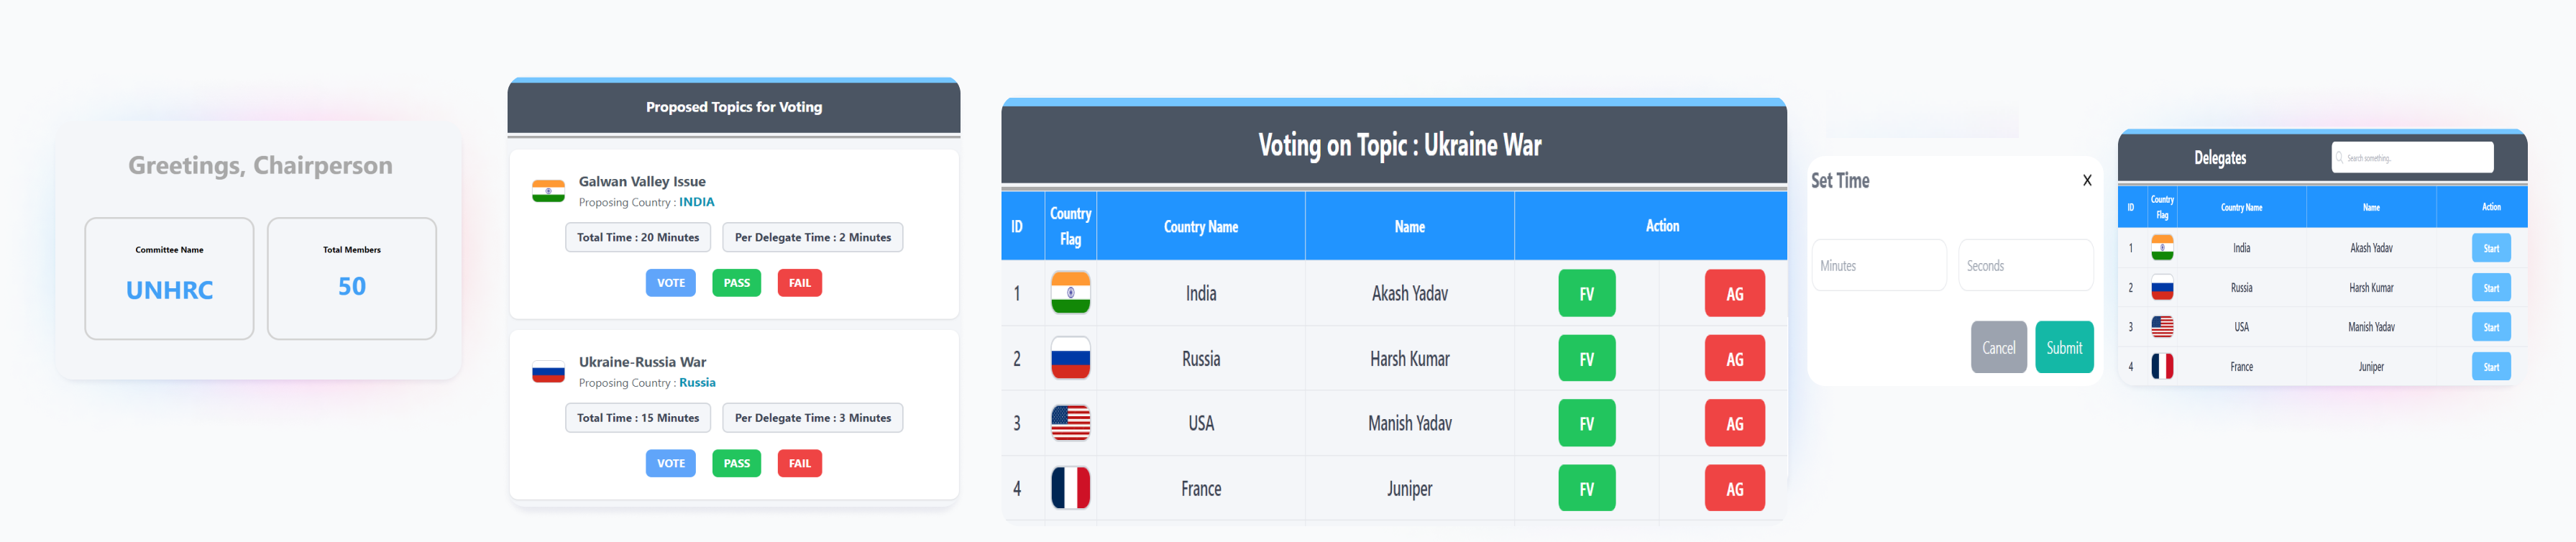 Greetings, Chairperson
Committee Name
UNHRC
Total Members
50
Proposed Topics for Voting
Galwan Valley Issue
Proposing Country : INDIA
Total Time : 20 Minutes
Per Delegate Time : 2 Minutes
VOTE PASS FAIL
Ukraine-Russia War
Proposing Country : Russia
Total Time : 15 Minutes
Per Delegate Time : 3 Minutes
VOTE PASS FAIL
Voting on Topic : Ukraine War
ID Country Flag Country Name Name Action
1 India Akash Yadav FV AG
2 Russia Harsh Kumar FV AG
3 USA Manish Yadav FV AG
4 France Juniper FV AG
Set Time X
Minutes Seconds
Cancel Submit
Delegates Search something..
ID Country Flag Country Name Name Action
1 India Akash Yadav Start
2 Russia Harsh Kumar Start
3 USA Manish Yadav Start
4 France Juniper Start